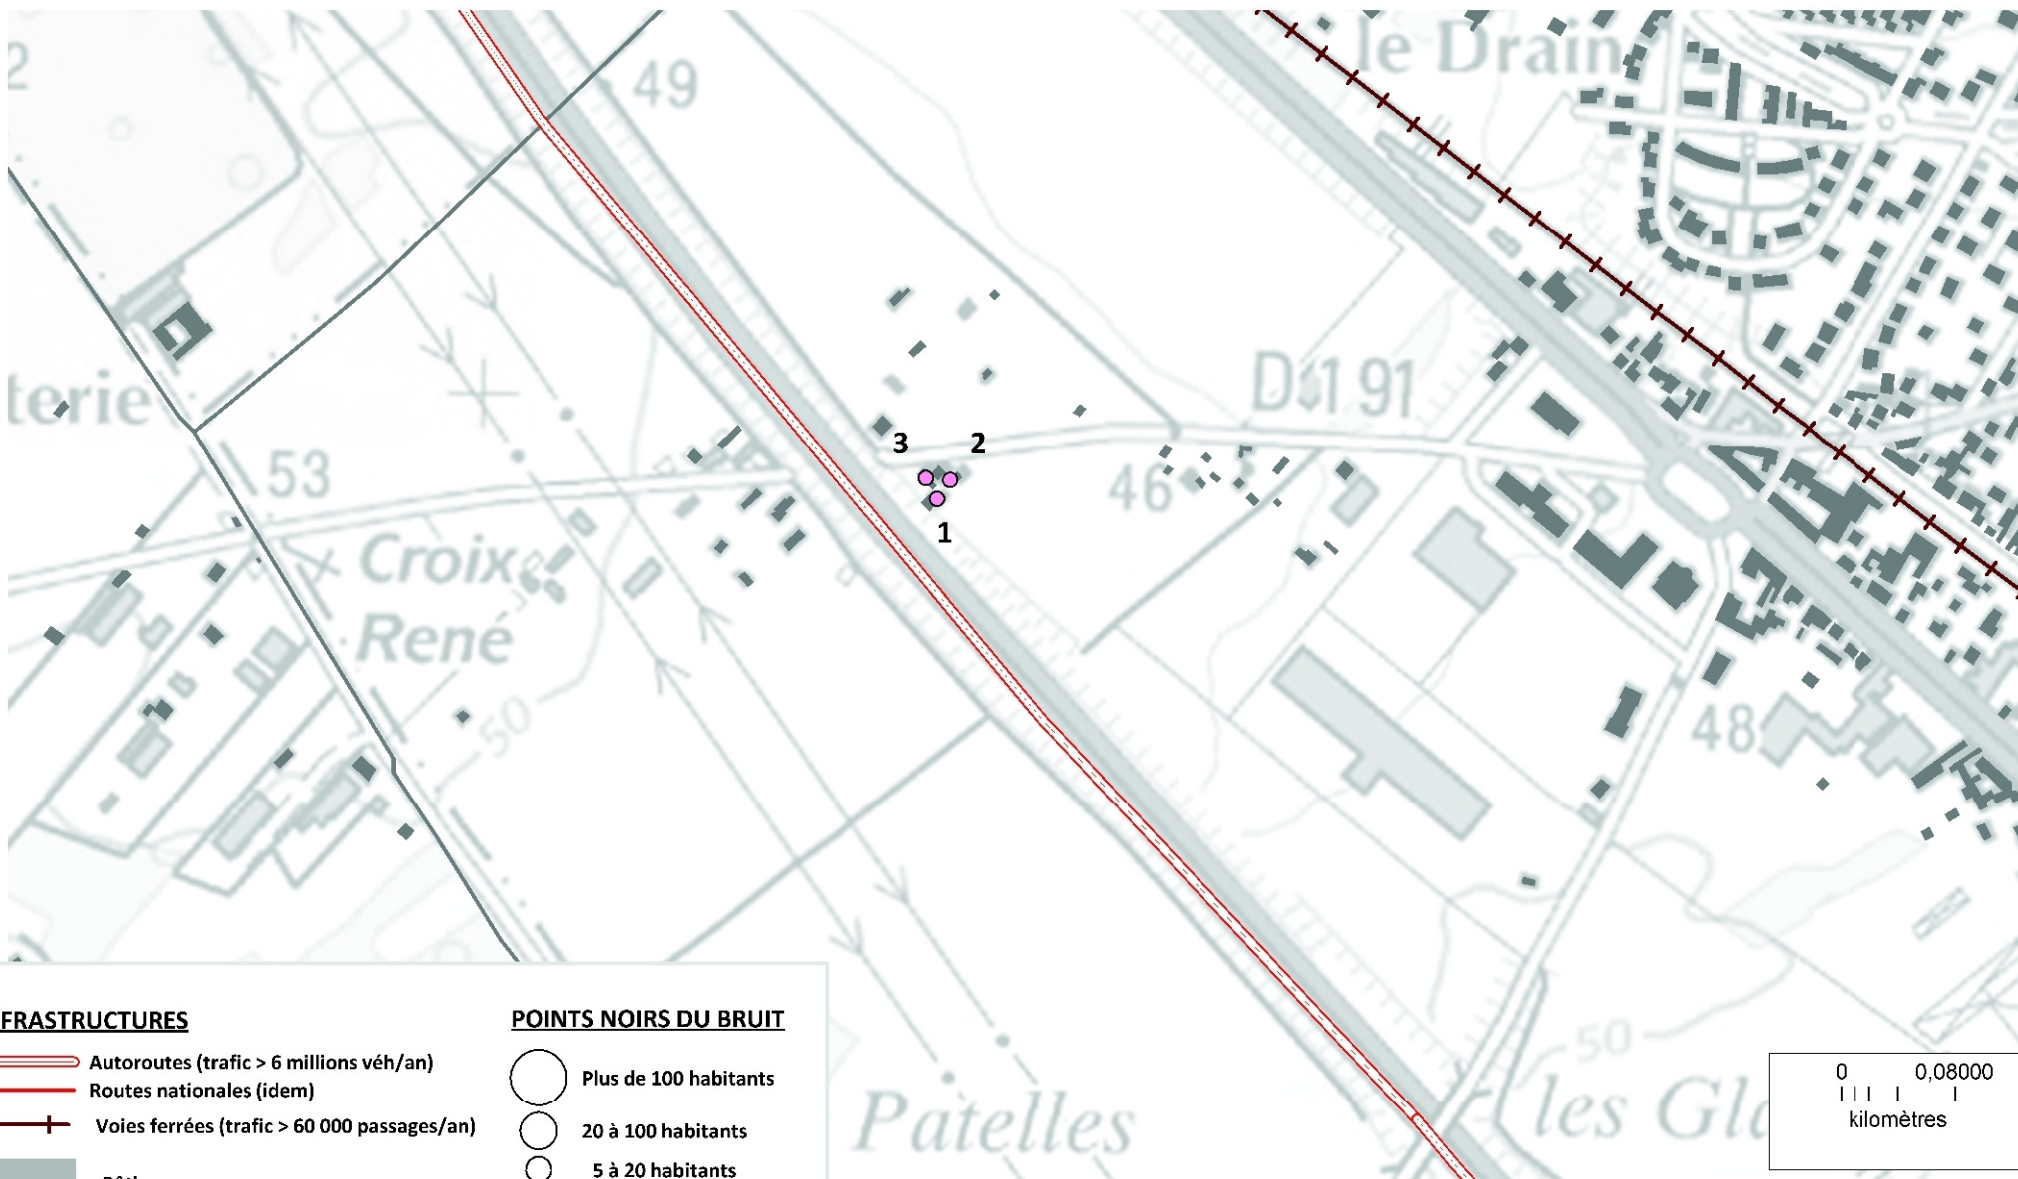 2
49
le Drain
terie
53
D 191
3
2
46
1
Croix
René
50
48
50
Patelles
les Gla
FRASTRUCTURES
Autoroutes (trafic > 6 millions véh/an)
Routes nationales (idem)
Voies ferrées (trafic > 60 000 passages/an)
POINTS NOIRS DU BRUIT
Plus de 100 habitants
20 à 100 habitants
5 à 20 habitants
0 0,08000
kilomètres